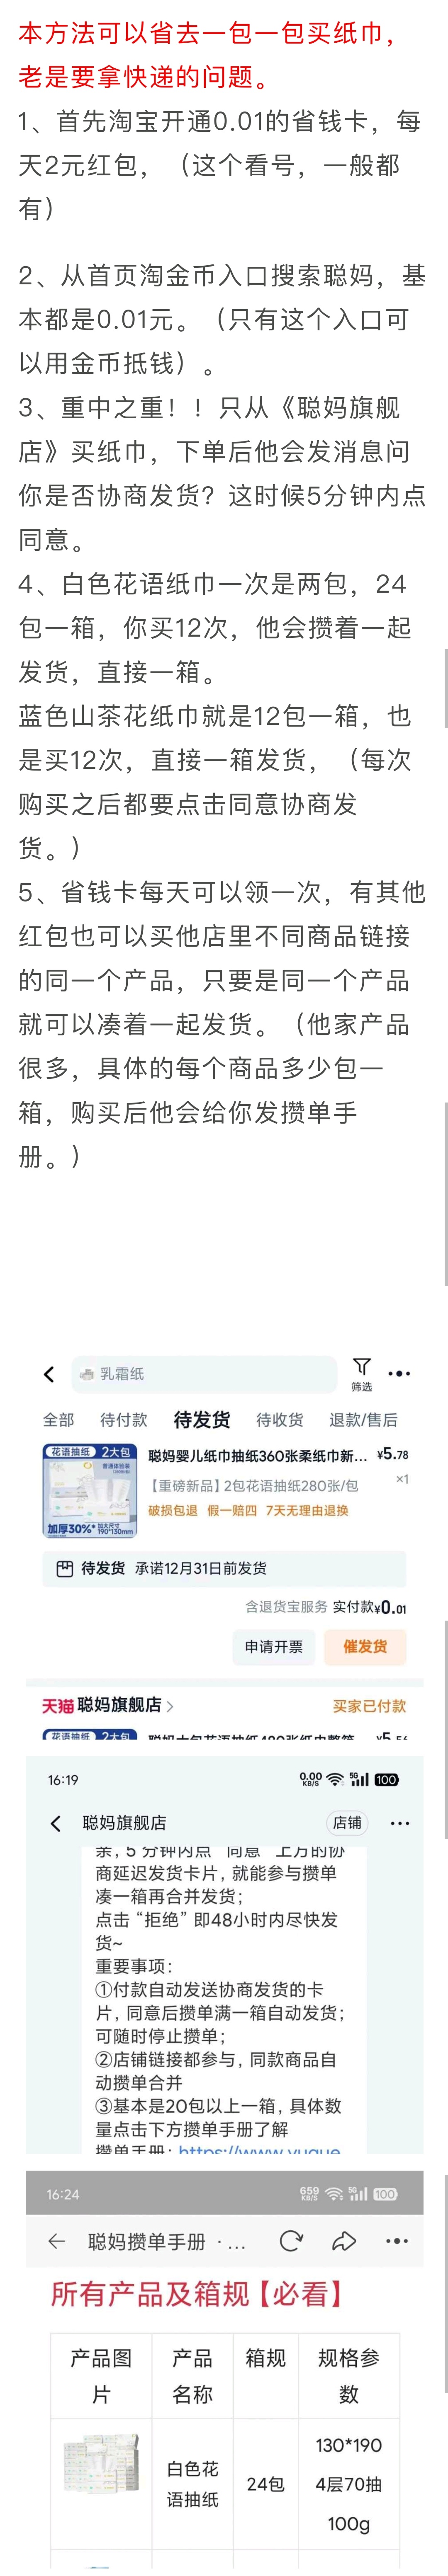 本方法可以省去一包一包买纸巾，
老是要拿快递的问题。
1、首先淘宝开通0.01的省钱卡，每
天2元红包，（这个看号，一般都
有）
2、从首页淘金币入口搜索聪妈，基
本都是0.01元。（只有这个入口可
以用金币抵钱）。
3、重中之重！！只从《聪妈旗舰
店》买纸巾，下单后他会发消息问
你是否协商发货？这时候5分钟内点
同意。
4、白色花语纸巾一次是两包，24
包一箱，你买12次，他会攒着一起
发货，直接一箱。
蓝色山茶花纸巾就是12包一箱，也
是买12次，直接一箱发货，（每次
购买之后都要点击同意协商发
货。）
5、省钱卡每天可以领一次，有其他
红包也可以买他店里不同商品链接
的同一个产品，只要是同一个产品
就可以凑着一起发货。（他家产品
很多，具体的每个商品多少包一
箱，购买后他会给你发攒单手
册。）
乳霜纸
筛选
全部 待付款 待发货 待收货 退款/售后
花语抽纸 2大包
加厚30%* 加大尺寸 190*130mm
聪妈婴儿纸巾抽纸360张柔纸巾新... ¥5.78
【重磅新品】2包花语抽纸280张/包 ×1
破损包退 假一赔四 7天无理由退换
待发货 承诺12月31日前发货
含退货宝服务 实付款¥0.01
申请开票 催发货
天猫 聪妈旗舰店 > 买家已付款
花语抽纸 2大包
16:19 0.00 KB/S 5G 100
聪妈旗舰店 店铺
亲，5 分钟内点“同意”上方的协
商延迟发货卡片，就能参与攒单
凑一箱再合并发货；
点击“拒绝”即48小时内尽快发
货~
重要事项：
①付款自动发送协商发货的卡
片，同意后攒单满一箱自动发货；
可随时停止攒单；
②店铺链接都参与，同款商品自
动攒单合并
③基本是20包以上一箱，具体数
量点击下方攒单手册了解
攒单手册：https://www.yuque
16:24 659 KB/S 5G 100
聪妈攒单手册 · ...
所有产品及箱规【必看】
产品图片 产品名称 箱规 规格参数
白色花语抽纸 24包 130*190 4层70抽 100g